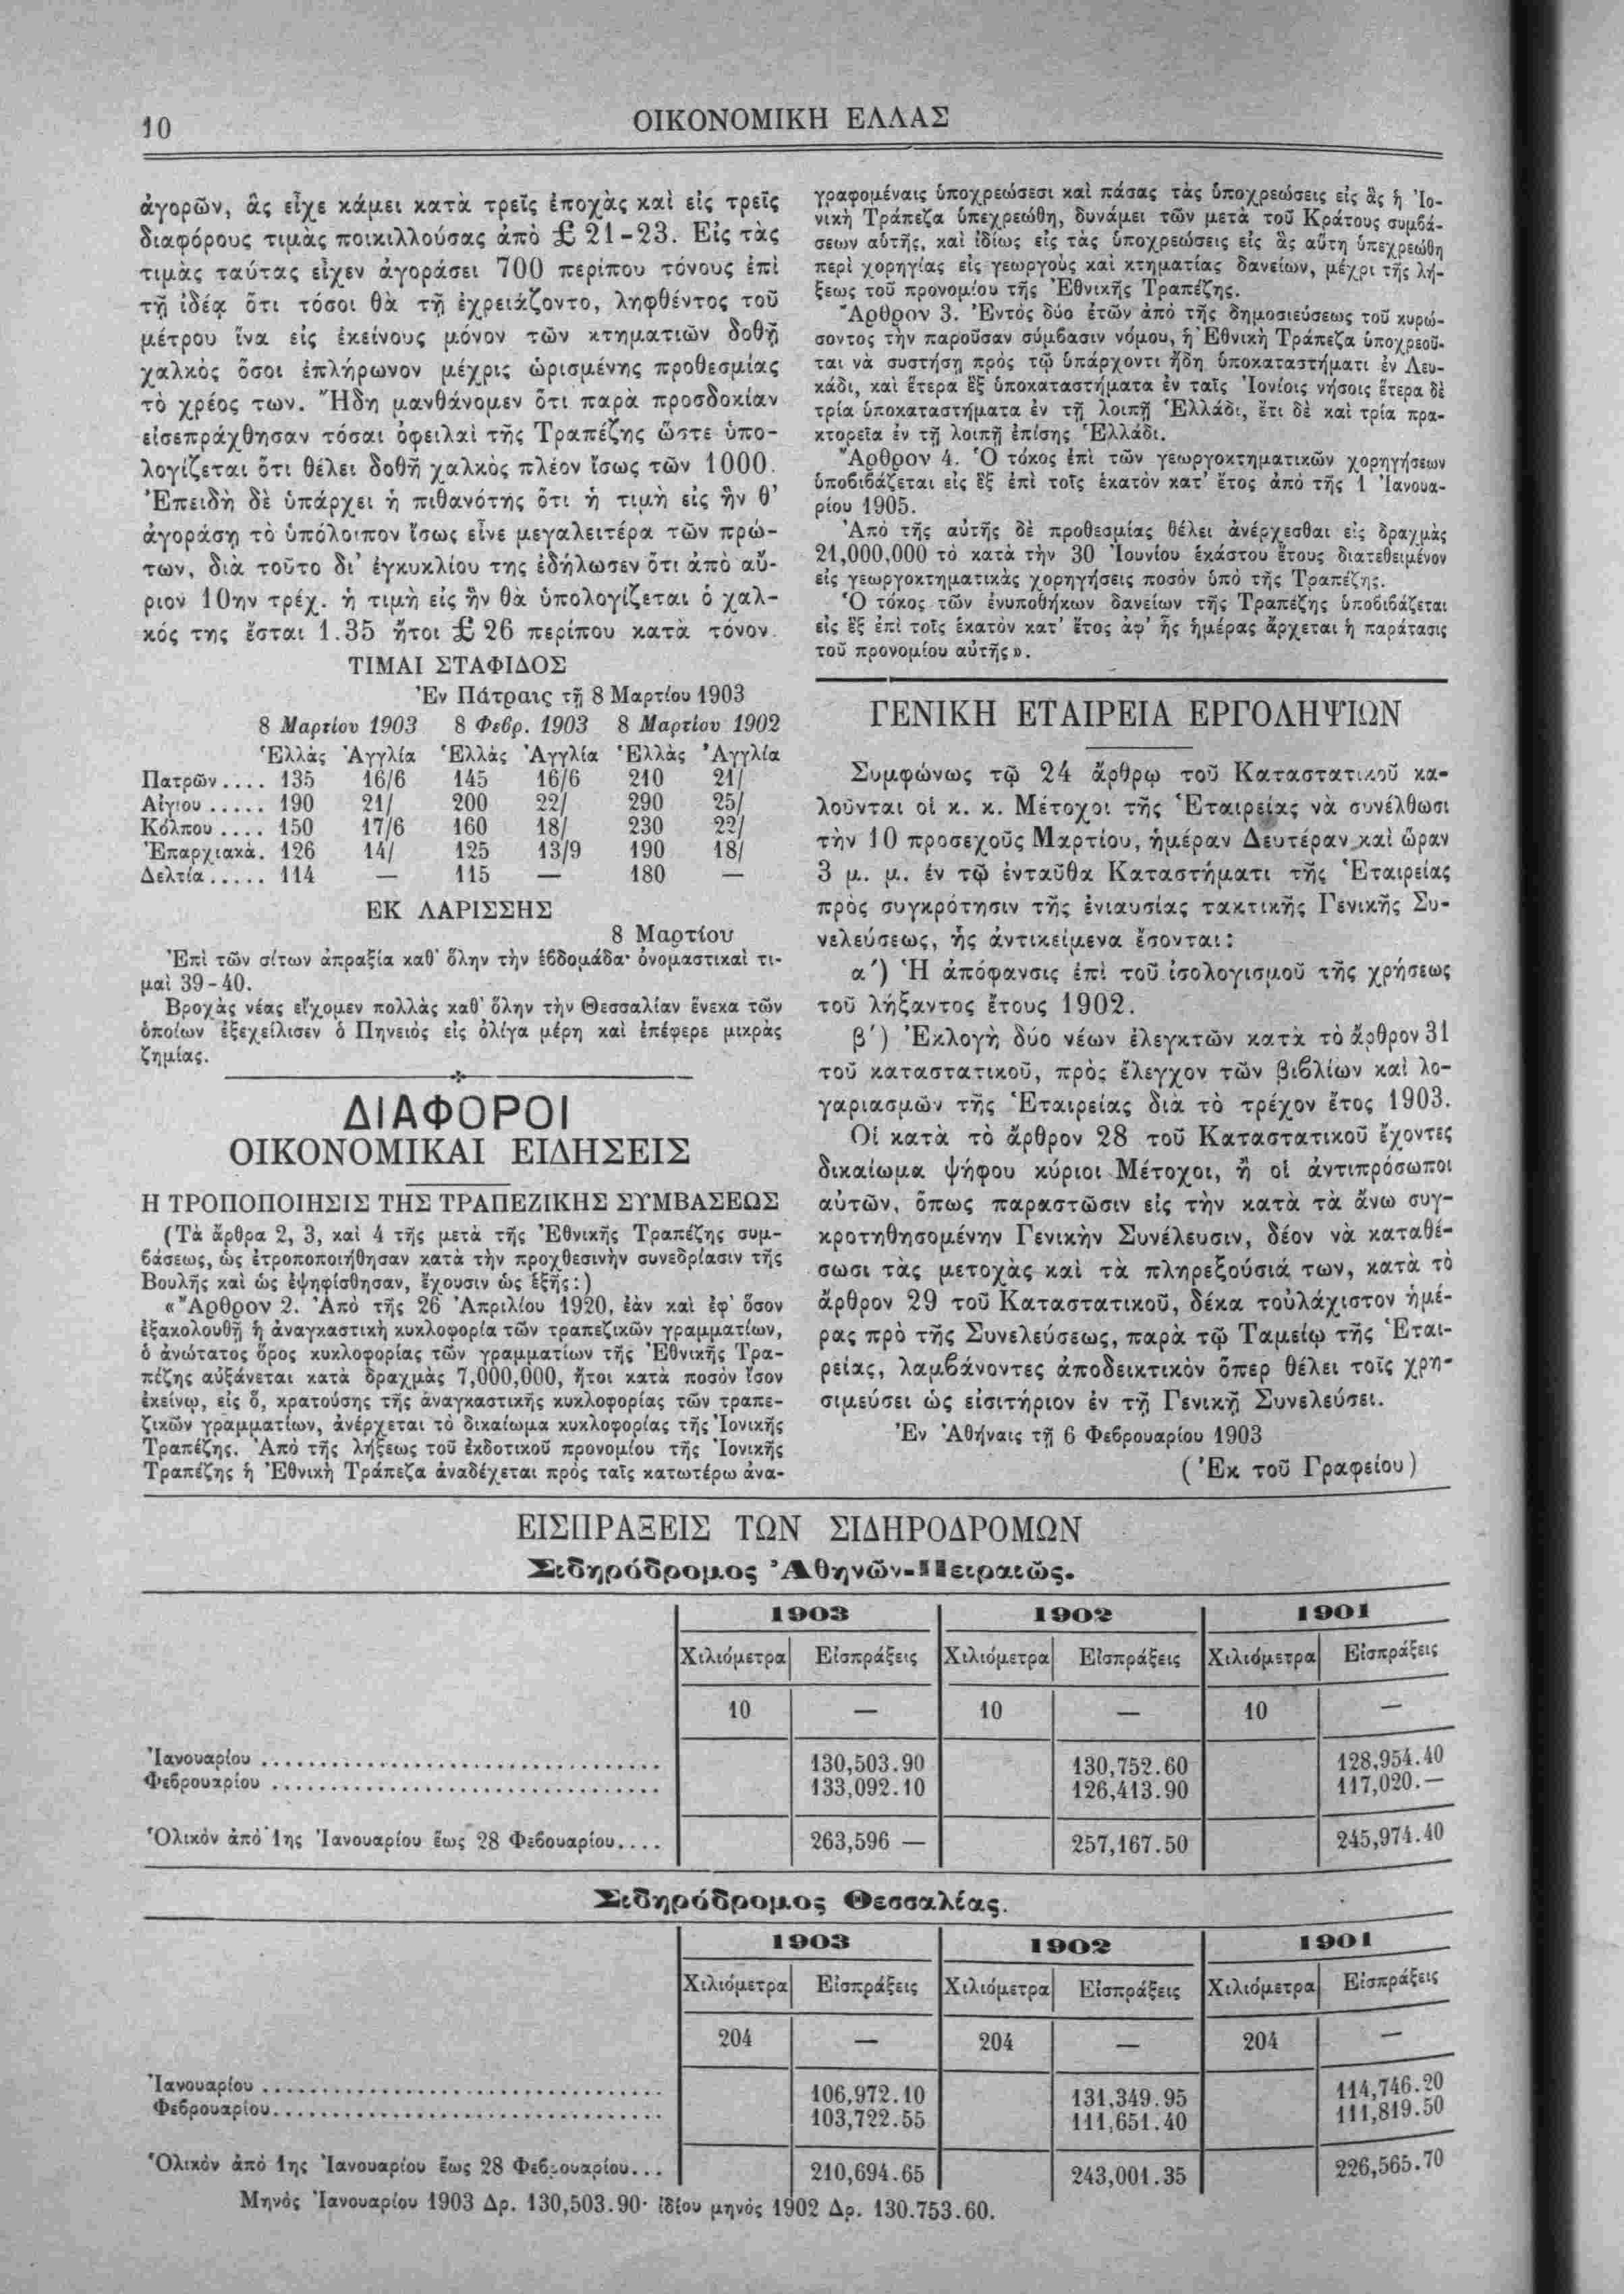 10
ΟΙΚΟΝΟΜΙΚΗ ΕΛΛΑΣ
ἀγορῶν, ἃς εἶχε κάμει κατὰ τρεῖς ἐποχὰς καὶ εἰς τρεῖς
διαφόρους τιμὰς ποικιλλούσας ἀπὸ £ 21-23. Εἰς τὰς
τιμὰς ταύτας εἶχεν ἀγοράσει 700 περίπου τόνους ἐπὶ
τῇ ἰδέᾳ ὅτι τόσοι θὰ τῇ ἐχρειάζοντο, ληφθέντος τοῦ
μέτρου ἵνα εἰς ἐκείνους μόνον τῶν κτηματιῶν δοθῇ
χαλκὸς ὅσοι ἐπλήρωνον μέχρις ὡρισμένης προθεσμίας
τὸ χρέος των. Ἤδη μανθάνομεν ὅτι παρὰ προσδοκίαν
εἰσεπράχθησαν τόσαι ὀφειλαὶ τῆς Τραπέζης ὥστε ὑπο-
λογίζεται ὅτι θέλει δοθῇ χαλκὸς πλέον ἴσως τῶν 1000.
Ἐπειδὴ δὲ ὑπάρχει ἡ πιθανότης ὅτι ἡ τιμὴ εἰς ἣν θ’
ἀγοράσῃ τὸ ὑπόλοιπον ἴσως εἶνε μεγαλειτέρα τῶν πρώ-
των, διὰ τοῦτο δι’ ἐγκυκλίου της ἐδήλωσεν ὅτι ἀπὸ αὔ-
ριον 10ην τρέχ. ἡ τιμὴ εἰς ἣν θὰ ὑπολογίζεται ὁ χαλ-
κός της ἔσται 1.35 ἤτοι £ 26 περίπου κατὰ τόνον.
ΤΙΜΑΙ ΣΤΑΦΙΔΟΣ
Ἐν Πάτραις τῇ 8 Μαρτίου 1903
8 Μαρτίου 1903 8 Φεβρ. 1903 8 Μαρτίου 1902
Ἑλλὰς Ἀγγλία Ἑλλὰς Ἀγγλία Ἑλλὰς Ἀγγλία
Πατρῶν.... 135 16/6 145 16/6 210 21/
Αἰγίου..... 190 21/ 200 22/ 290 25/
Κόλπου.... 150 17/6 160 18/ 230 22/
Ἐπαρχιακά. 126 14/ 125 13/9 190 18/
Δελτία..... 114 — 115 — 180 —
ΕΚ ΛΑΡΙΣΣΗΣ
8 Μαρτίου
Ἐπὶ τῶν σίτων ἀπραξία καθ’ ὅλην τὴν ἑβδομάδα· ὀνομαστικαὶ τι-
μαὶ 39-40.
Βροχὰς νέας εἴχομεν πολλὰς καθ’ ὅλην τὴν Θεσσαλίαν ἕνεκα τῶν
ὁποίων ἐξεχείλισεν ὁ Πηνειὸς εἰς ὀλίγα μέρη καὶ ἐπέφερε μικρὰς
ζημίας.
ΔΙΑΦΟΡΟΙ
ΟΙΚΟΝΟΜΙΚΑΙ ΕΙΔΗΣΕΙΣ
Η ΤΡΟΠΟΠΟΙΗΣΙΣ ΤΗΣ ΤΡΑΠΕΖΙΚΗΣ ΣΥΜΒΑΣΕΩΣ
(Τὰ ἄρθρα 2, 3, καὶ 4 τῆς μετὰ τῆς Ἐθνικῆς Τραπέζης συμ-
βάσεως, ὡς ἐτροποποιήθησαν κατὰ τὴν προχθεσινὴν συνεδρίασιν τῆς
Βουλῆς καὶ ὡς ἐψηφίσθησαν, ἔχουσιν ὡς ἑξῆς:)
«Ἄρθρον 2. Ἀπὸ τῆς 26 Ἀπριλίου 1920, ἐὰν καὶ ἐφ’ ὅσον
ἐξακολουθῇ ἡ ἀναγκαστικὴ κυκλοφορία τῶν τραπεζικῶν γραμματίων,
ὁ ἀνώτατος ὅρος κυκλοφορίας τῶν γραμματίων τῆς Ἐθνικῆς Τρα-
πέζης αὐξάνεται κατὰ δραχμὰς 7,000,000, ἤτοι κατὰ ποσὸν ἴσον
ἐκείνῳ, εἰς ὅ, κρατούσης τῆς ἀναγκαστικῆς κυκλοφορίας τῶν τραπε-
ζικῶν γραμματίων, ἀνέρχεται τὸ δικαίωμα κυκλοφορίας τῆς Ἰονικῆς
Τραπέζης. Ἀπὸ τῆς λήξεως τοῦ ἐκδοτικοῦ προνομίου τῆς Ἰονικῆς
Τραπέζης ἡ Ἐθνικὴ Τράπεζα ἀναδέχεται πρὸς ταῖς κατωτέρω ἀνα-
γραφομέναις ὑποχρεώσεσι καὶ πάσας τὰς ὑποχρεώσεις εἰς ἃς ἡ Ἰο-
νικὴ Τράπεζα ὑπεχρεώθη, δυνάμει τῶν μετὰ τοῦ Κράτους συμβά-
σεων αὐτῆς, καὶ ἰδίως εἰς τὰς ὑποχρεώσεις εἰς ἃς αὕτη ὑπεχρεώθη
περὶ χορηγίας εἰς γεωργοὺς καὶ κτηματίας δανείων, μέχρι τῆς λή-
ξεως τοῦ προνομίου τῆς Ἐθνικῆς Τραπέζης.
Ἄρθρον 3. Ἐντὸς δύο ἐτῶν ἀπὸ τῆς δημοσιεύσεως τοῦ κυρώ-
σοντος τὴν παροῦσαν σύμβασιν νόμου, ἡ Ἐθνικὴ Τράπεζα ὑποχρεοῦ-
ται νὰ συστήσῃ πρὸς τῷ ὑπάρχοντι ἤδη ὑποκαταστήματι ἐν Λευ-
κάδι, καὶ ἕτερα ἓξ ὑποκαταστήματα ἐν ταῖς Ἰονίοις νήσοις ἕτερα δὲ
τρία ὑποκαταστήματα ἐν τῇ λοιπῇ Ἑλλάδι, ἔτι δὲ καὶ τρία πρα-
κτορεῖα ἐν τῇ λοιπῇ ἐπίσης Ἑλλάδι.
Ἄρθρον 4. Ὁ τόκος ἐπὶ τῶν γεωργοκτηματικῶν χορηγήσεων
ὑποβιβάζεται εἰς ἓξ ἐπὶ τοῖς ἑκατὸν κατ’ ἔτος ἀπὸ τῆς 1 Ἰανουα-
ρίου 1905.
Ἀπὸ τῆς αὐτῆς δὲ προθεσμίας θέλει ἀνέρχεσθαι εἰς δραχμὰς
21,000,000 τὸ κατὰ τὴν 30 Ἰουνίου ἑκάστου ἔτους διατεθειμένον
εἰς γεωργοκτηματικὰς χορηγήσεις ποσὸν ὑπὸ τῆς Τραπέζης.
Ὁ τόκος τῶν ἐνυποθήκων δανείων τῆς Τραπέζης ὑποβιβάζεται
εἰς ἓξ ἐπὶ τοῖς ἑκατὸν κατ’ ἔτος ἀφ’ ἧς ἡμέρας ἄρχεται ἡ παράτασις
τοῦ προνομίου αὐτῆς».
ΓΕΝΙΚΗ ΕΤΑΙΡΕΙΑ ΕΡΓΟΛΗΨΙΩΝ
Συμφώνως τῷ 24 ἄρθρῳ τοῦ Καταστατικοῦ κα-
λοῦνται οἱ κ. κ. Μέτοχοι τῆς Ἑταιρείας νὰ συνέλθωσι
τὴν 10 προσεχοῦς Μαρτίου, ἡμέραν Δευτέραν καὶ ὥραν
3 μ. μ. ἐν τῷ ἐνταῦθα Καταστήματι τῆς Ἑταιρείας
πρὸς συγκρότησιν τῆς ἐνιαυσίας τακτικῆς Γενικῆς Συ-
νελεύσεως, ἧς ἀντικείμενα ἔσονται:
α΄) Ἡ ἀπόφανσις ἐπὶ τοῦ ἰσολογισμοῦ τῆς χρήσεως
τοῦ λήξαντος ἔτους 1902.
β΄) Ἐκλογὴ δύο νέων ἐλεγκτῶν κατὰ τὸ ἄρθρον 31
τοῦ καταστατικοῦ, πρὸς ἔλεγχον τῶν βιβλίων καὶ λο-
γαριασμῶν τῆς Ἑταιρείας διὰ τὸ τρέχον ἔτος 1903.
Οἱ κατὰ τὸ ἄρθρον 28 τοῦ Καταστατικοῦ ἔχοντες
δικαίωμα ψήφου κύριοι Μέτοχοι, ἢ οἱ ἀντιπρόσωποι
αὐτῶν, ὅπως παραστῶσιν εἰς τὴν κατὰ τὰ ἄνω συγ-
κροτηθησομένην Γενικὴν Συνέλευσιν, δέον νὰ καταθέ-
σωσι τὰς μετοχὰς καὶ τὰ πληρεξούσιά των, κατὰ τὸ
ἄρθρον 29 τοῦ Καταστατικοῦ, δέκα τοὐλάχιστον ἡμέ-
ρας πρὸ τῆς Συνελεύσεως, παρὰ τῷ Ταμείῳ τῆς Ἑται-
ρείας, λαμβάνοντες ἀποδεικτικὸν ὅπερ θέλει τοῖς χρη-
σιμεύσει ὡς εἰσιτήριον ἐν τῇ Γενικῇ Συνελεύσει.
Ἐν Ἀθήναις τῇ 6 Φεβρουαρίου 1903
(Ἐκ τοῦ Γραφείου)
ΕΙΣΠΡΑΞΕΙΣ ΤΩΝ ΣΙΔΗΡΟΔΡΟΜΩΝ
Σιδηρόδρομος Ἀθηνῶν-Πειραιῶς.
1903 1902 1901
Χιλιόμετρα Εἰσπράξεις Χιλιόμετρα Εἰσπράξεις Χιλιόμετρα Εἰσπράξεις
10 — 10 — 10 —
Ἰανουαρίου ........ 130,503.90 130,752.60 128,954.40
Φεβρουαρίου ........ 133,092.10 126,413.90 117,020.—
Ὁλικὸν ἀπὸ 1ης Ἰανουαρίου ἕως 28 Φεβουαρίου.... 263,596 — 257,167.50 245,974.40
Σιδηρόδρομος Θεσσαλίας.
1903 1902 1901
Χιλιόμετρα Εἰσπράξεις Χιλιόμετρα Εἰσπράξεις Χιλιόμετρα Εἰσπράξεις
204 — 204 — 204 —
Ἰανουαρίου ........ 106,972.10 131,349.95 114,746.20
Φεβρουαρίου........ 103,722.55 111,651.40 111,819.50
Ὁλικὸν ἀπὸ 1ης Ἰανουαρίου ἕως 28 Φεβρουαρίου... 210,694.65 243,001.35 226,565.70
Μηνὸς Ἰανουαρίου 1903 Δρ. 130,503.90· ἰδίου μηνὸς 1902 Δρ. 130.753.60.